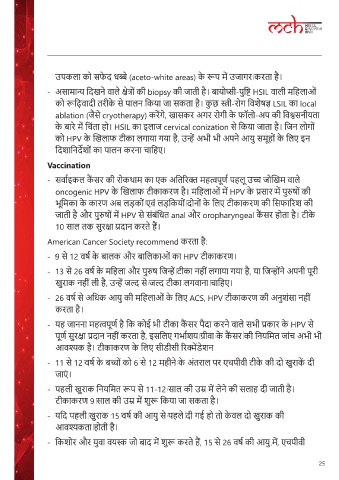 mch
उपकला को सफेद धब्बे (aceto-white areas) के रूप में उजागर करता है।
- असामान्य दिखने वाले क्षेत्रों की biopsy की जाती है। बायोप्सी-पुष्टि HSIL वाली महिलाओं
को रूढ़िवादी तरीके से पालन किया जा सकता है। कुछ स्त्री-रोग विशेषज्ञ LSIL का local
ablation (जैसे cryotherapy) करेंगे, खासकर अगर रोगी के फॉलो-अप की विश्वसनीयता
के बारे में चिंता हो। HSIL का इलाज cervical conization से किया जाता है। जिन लोगों
को HPV के खिलाफ टीका लगाया गया है, उन्हें अभी भी अपने आयु समूहों के लिए इन
दिशानिर्देशों का पालन करना चाहिए।
Vaccination
- सर्वाइकल कैंसर की रोकथाम का एक अतिरिक्त महत्वपूर्ण पहलू उच्च जोखिम वाले
oncogenic HPV के खिलाफ टीकाकरण है। महिलाओं में HPV के प्रसार में पुरुषों की
भूमिका के कारण अब लड़कों एवं लड़कियों दोनों के लिए टीकाकरण की सिफारिश की
जाती है और पुरुषों में HPV से संबंधित anal और oropharyngeal कैंसर होता है। टीके
10 साल तक सुरक्षा प्रदान करते हैं।
American Cancer Society recommend करता है:
- 9 से 12 वर्ष के बालक और बालिकाओं का HPV टीकाकरण।
- 13 से 26 वर्ष के महिला और पुरुष जिन्हें टीका नहीं लगाया गया है, या जिन्होंने अपनी पूरी
खुराक नहीं ली है, उन्हें जल्द से जल्द टीका लगवाना चाहिए।
- 26 वर्ष से अधिक आयु की महिलाओं के लिए ACS, HPV टीकाकरण की अनुशंसा नहीं
करता है।
- यह जानना महत्वपूर्ण है कि कोई भी टीका कैंसर पैदा करने वाले सभी प्रकार के HPV से
पूर्ण सुरक्षा प्रदान नहीं करता है, इसलिए गर्भाशय ग्रीवा के कैंसर की नियमित जांच अभी भी
आवश्यक है। टीकाकरण के लिए सीडीसी रिकमेंडेशन
- 11 से 12 वर्ष के बच्चों को 6 से 12 महीने के अंतराल पर एचपीवी टीके की दो खुराकें दी
जाएं।
- पहली खुराक नियमित रूप से 11-12 साल की उम्र में लेने की सलाह दी जाती है।
टीकाकरण 9 साल की उम्र में शुरू किया जा सकता है।
- यदि पहली खुराक 15 वर्ष की आयु से पहले दी गई हो तो केवल दो खुराक की
आवश्यकता होती है।
- किशोर और युवा वयस्क जो बाद में शुरू करते हैं, 15 से 26 वर्ष की आयु में, एचपीवी
25